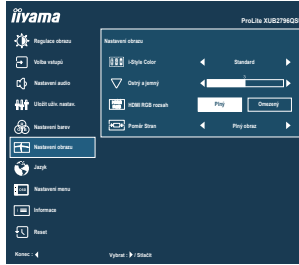 iiyama
ProLite XUB2796QS
Regulace obrazu
Volba vstupů
Nastavení audio
Uložit uživ. nastav.
Nastavení barev
Nastavení obrazu
Jazyk
Nastavení menu
Informace
Reset
Nastavení obrazu
i-Style Color
Standard
Ostrý a jemný
HDMI RGB rozsah
Plný
Omezený
Poměr Stran
Plný obraz
Konec :
Vybrat : / Stlačit